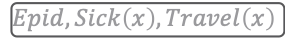 Epid, Sick(x), Travel(x)